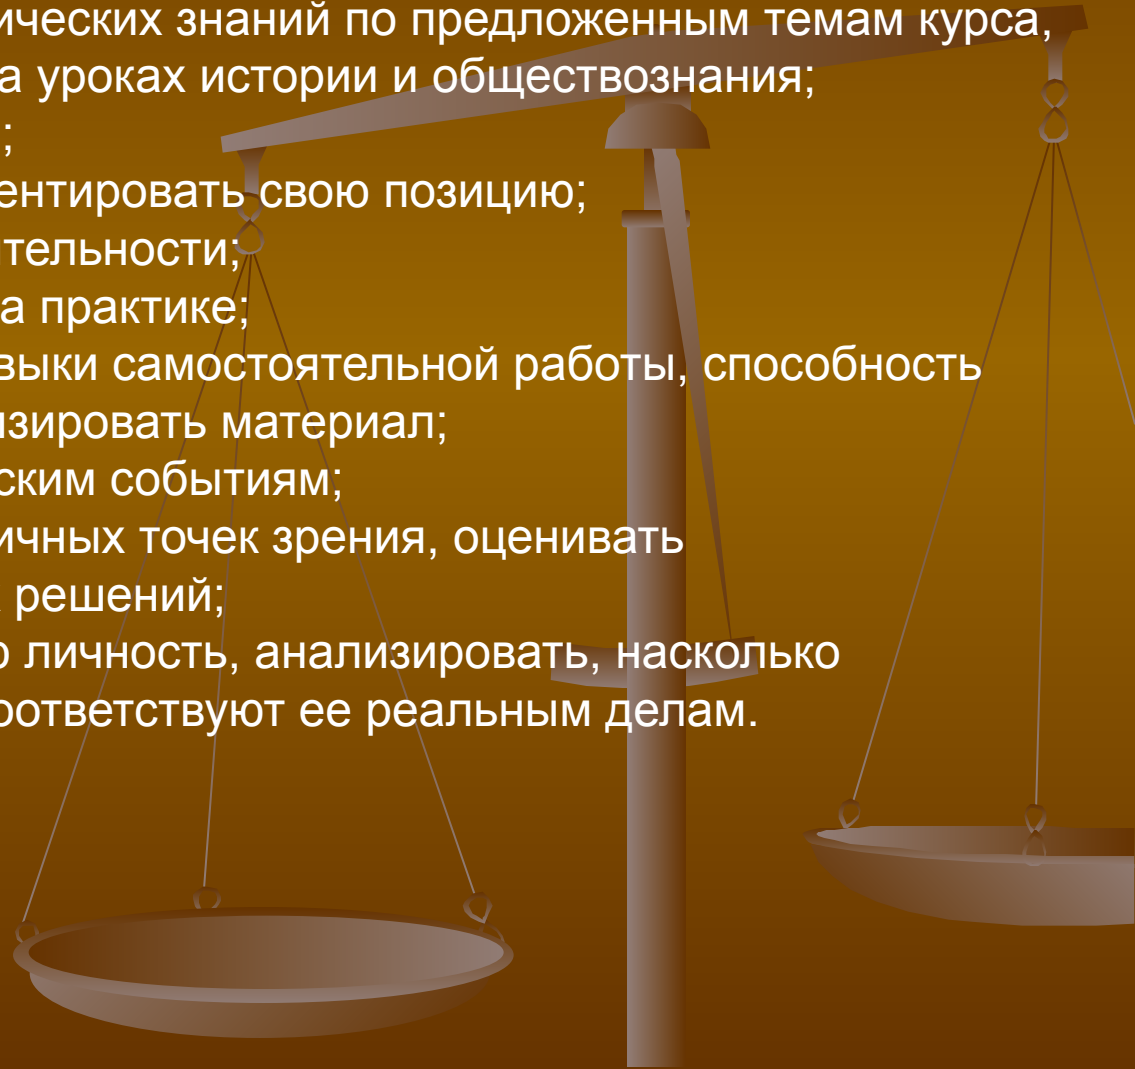 ических знаний по предложенным темам курса,
а уроках истории и обществознания;
;
ентировать свою позицию;
тельности;
а практике;
выки самостоятельной работы, способность
изировать материал;
ским событиям;
ичных точек зрения, оценивать
решений;
личность, анализировать, насколько
оответствуют ее реальным делам.